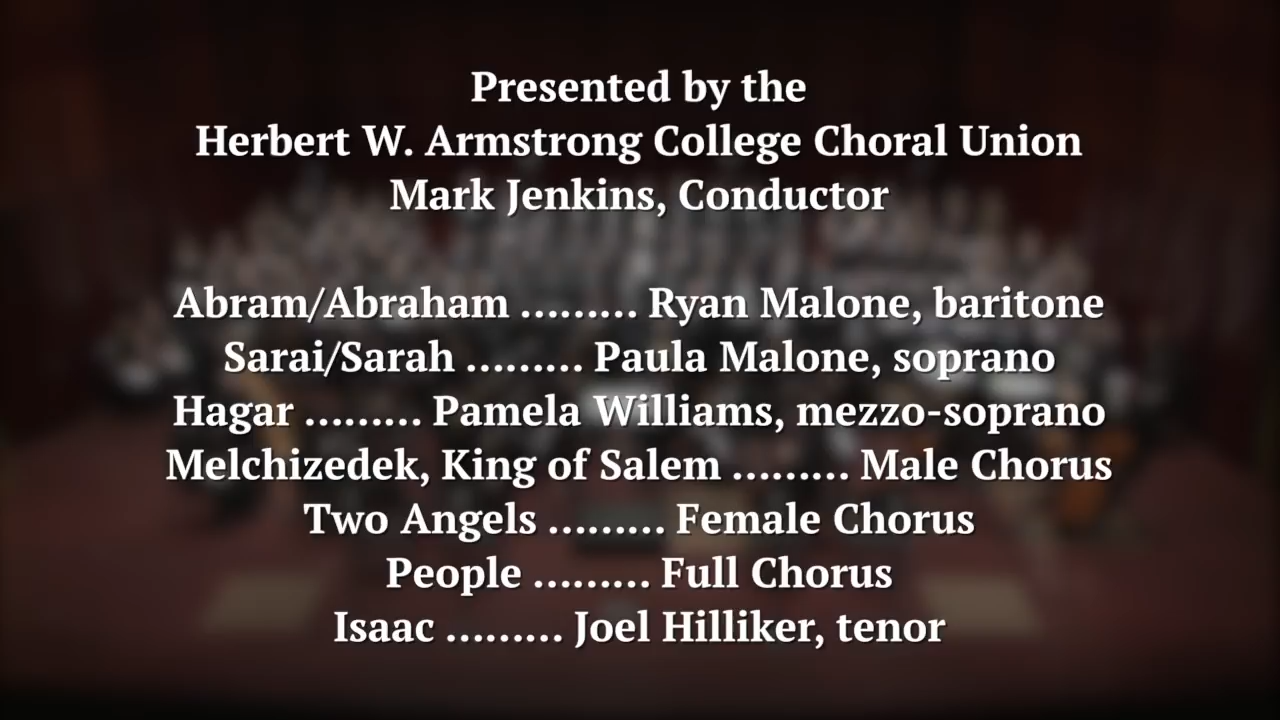 Presented by the
Herbert W. Armstrong College Choral Union
Mark Jenkins, Conductor
Abram/Abraham ......... Ryan Malone, baritone
Sarai/Sarah ......... Paula Malone, soprano
Hagar ......... Pamela Williams, mezzo-soprano
Melchizedek, King of Salem ......... Male Chorus
Two Angels ......... Female Chorus
People ......... Full Chorus
Isaac ......... Joel Hilliker, tenor